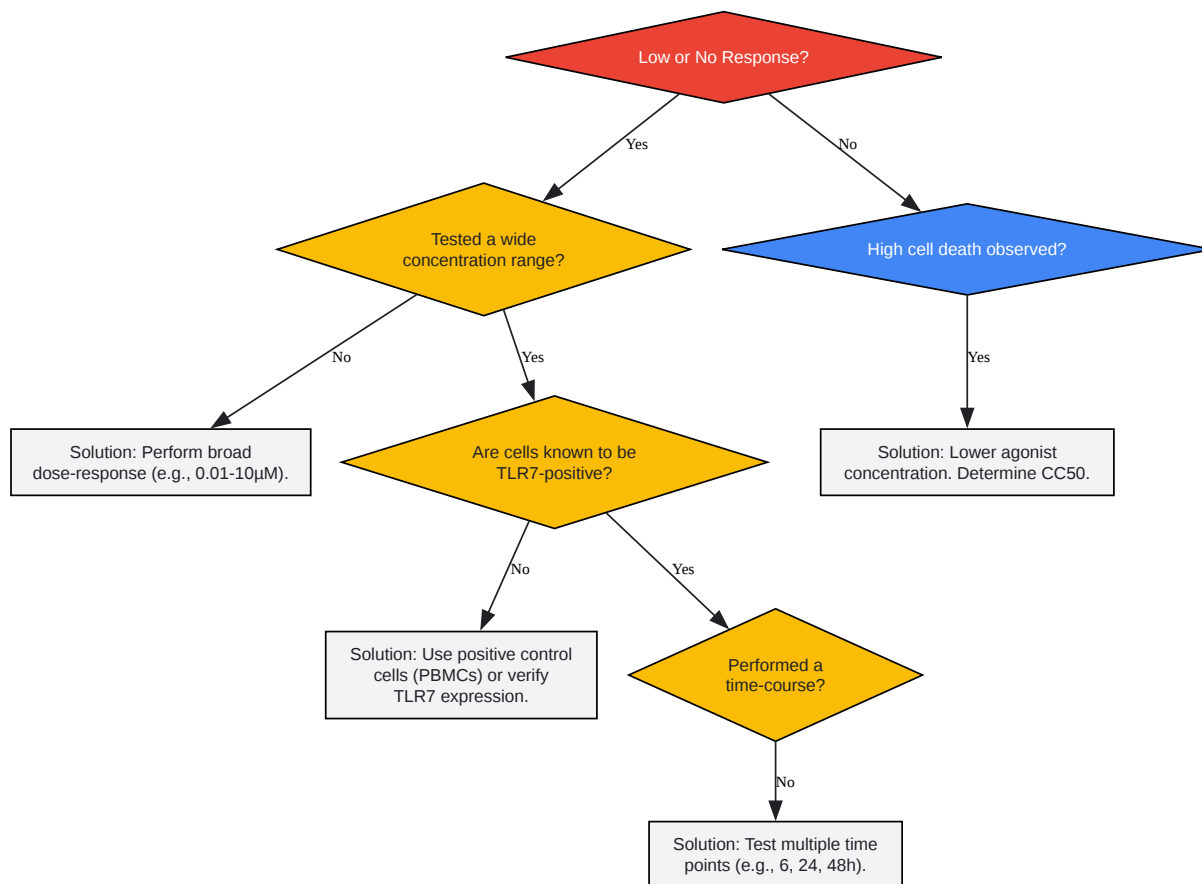 Low or No Response?
Yes
No
Tested a wide
concentration range?
High cell death observed?
No
Yes
Yes
Solution: Perform broad
dose-response (e.g., 0.01-10µM).
Are cells known to be
TLR7-positive?
Solution: Lower agonist
concentration. Determine CC50.
No
Yes
Solution: Use positive control
cells (PBMCs) or verify
TLR7 expression.
Performed a
time-course?
No
Solution: Test multiple time
points (e.g., 6, 24, 48h).